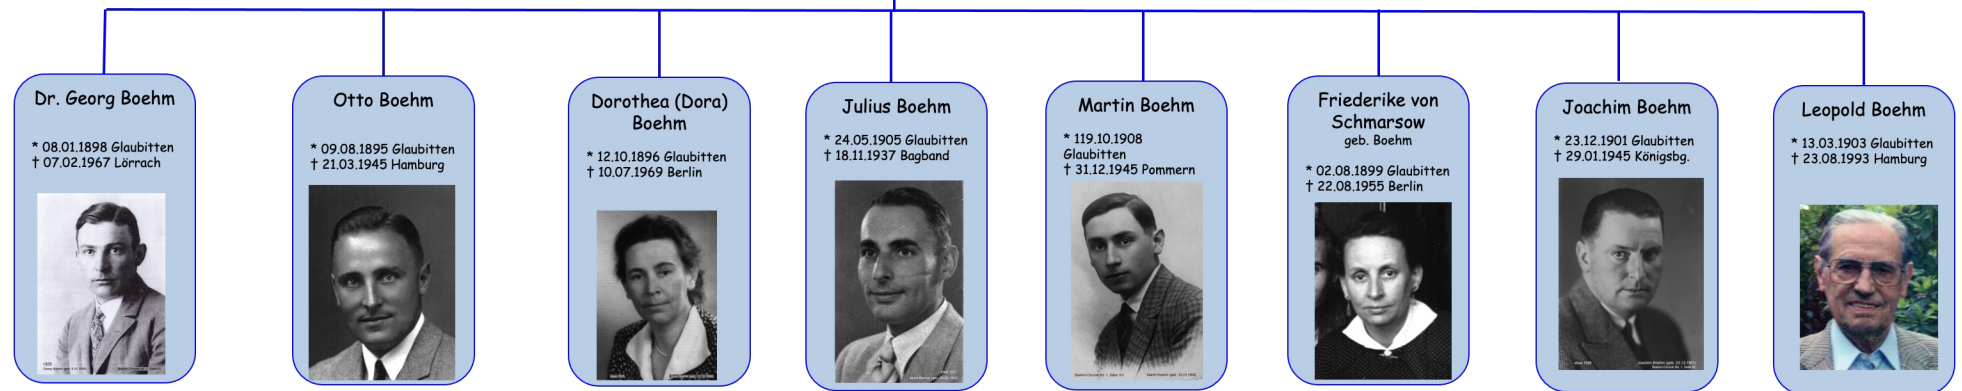 Dr. Georg Boehm
* 08.01.1898 Glaubitten
† 07.02.1967 Lörrach
Otto Boehm
* 09.08.1895 Glaubitten
† 21.03.1945 Hamburg
Dorothea (Dora)
Boehm
* 12.10.1896 Glaubitten
† 10.07.1969 Berlin
Julius Boehm
* 24.05.1905 Glaubitten
† 18.11.1937 Bagband
Martin Boehm
* 119.10.1908
Glaubitten
† 31.12.1945 Pommern
Friederike von
Schmarsow
geb. Boehm
* 02.08.1899 Glaubitten
† 22.08.1955 Berlin
Joachim Boehm
* 23.12.1901 Glaubitten
† 29.01.1945 Königsbg.
Leopold Boehm
* 13.03.1903 Glaubitten
† 23.08.1993 Hamburg